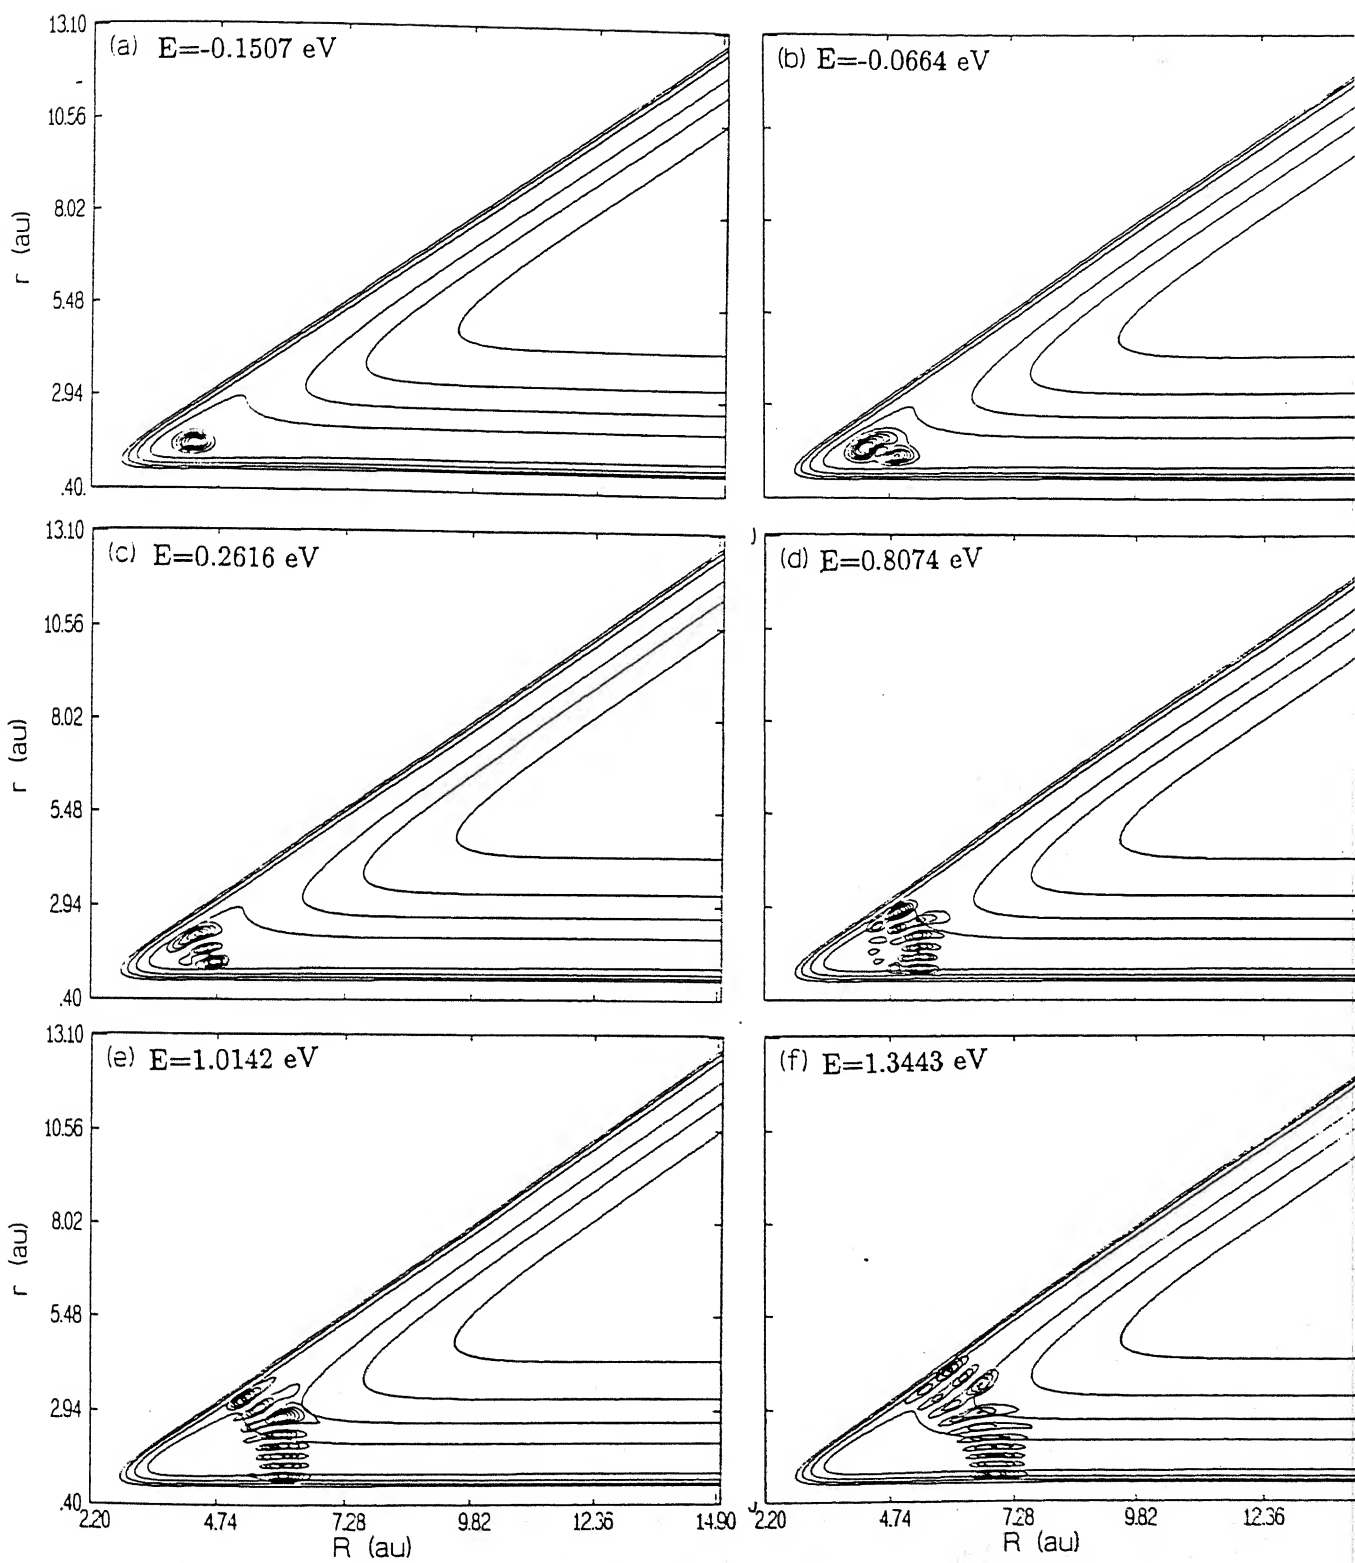 (a) E=-0.1507 eV
(b) E=-0.0664 eV
13.10
10.56
8.02
5.48
2.94
.40
r (au)
(c) E=0.2616 eV
(d) E=0.8074 eV
13.10
10.56
8.02
5.48
2.94
.40
r (au)
(e) E=1.0142 eV
(f) E=1.3443 eV
13.10
10.56
8.02
5.48
2.94
.40
r (au)
2.20 4.74 7.28 9.82 12.36 14.90
R (au)
2.20 4.74 7.28 9.82 12.36
R (au)